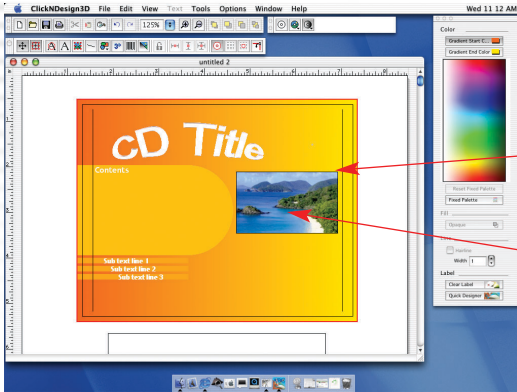 ClickNDesign3D File Edit View Text Tools Options Window Help Wed 11 12 AM
125%
untitled 2
CD Title
Contents
Sub text line 1
Sub text line 2
Sub text line 3
Color
Gradient Start C...
Gradient End Color
Reset Fixed Palette
Fixed Palette
Fill
Opaque
Hairline
Width 1
Label
Clear Label
Quick Designer